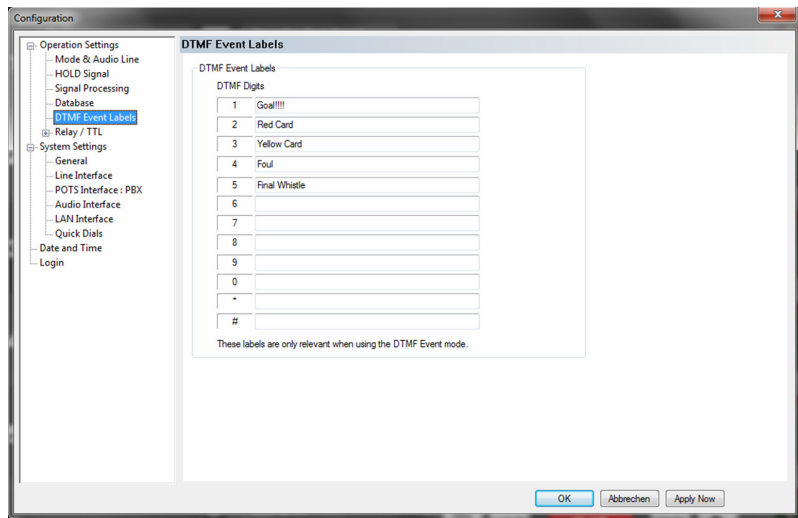 Configuration
Operation Settings
Mode & Audio Line
HOLD Signal
Signal Processing
Database
DTMF Event Labels
Relay / TTL
System Settings
General
Line Interface
POTS Interface : PBX
Audio Interface
LAN Interface
Quick Dials
Date and Time
Login
DTMF Event Labels
DTMF Event Labels
DTMF Digits
1 Goal!!!!
2 Red Card
3 Yellow Card
4 Foul
5 Final Whistle
6
7
8
9
0
*
#
These labels are only relevant when using the DTMF Event mode.
OK Abbrechen Apply Now